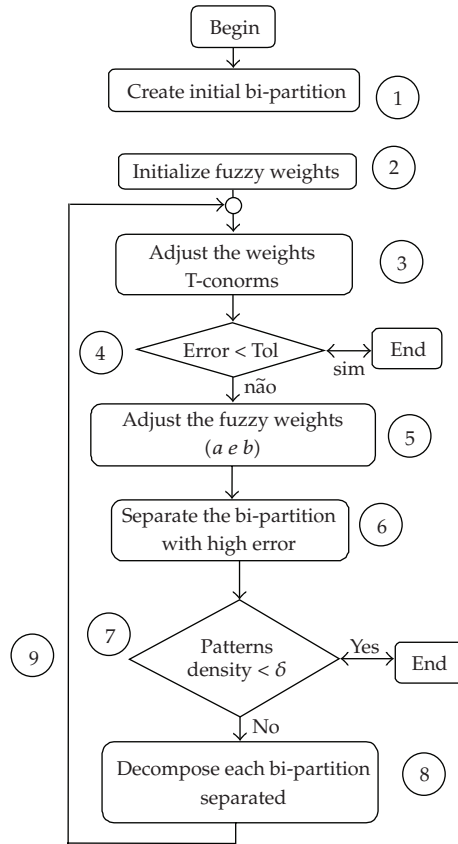 Begin
Create initial bi-partition
1
Initialize fuzzy weights
2
Adjust the weights
T-conorms
3
4
Error < Tol
sim
End
não
Adjust the fuzzy weights
(a e b)
5
Separate the bi-partition
with high error
6
7
Patterns
density < δ
Yes
End
9
No
Decompose each bi-partition
separated
8